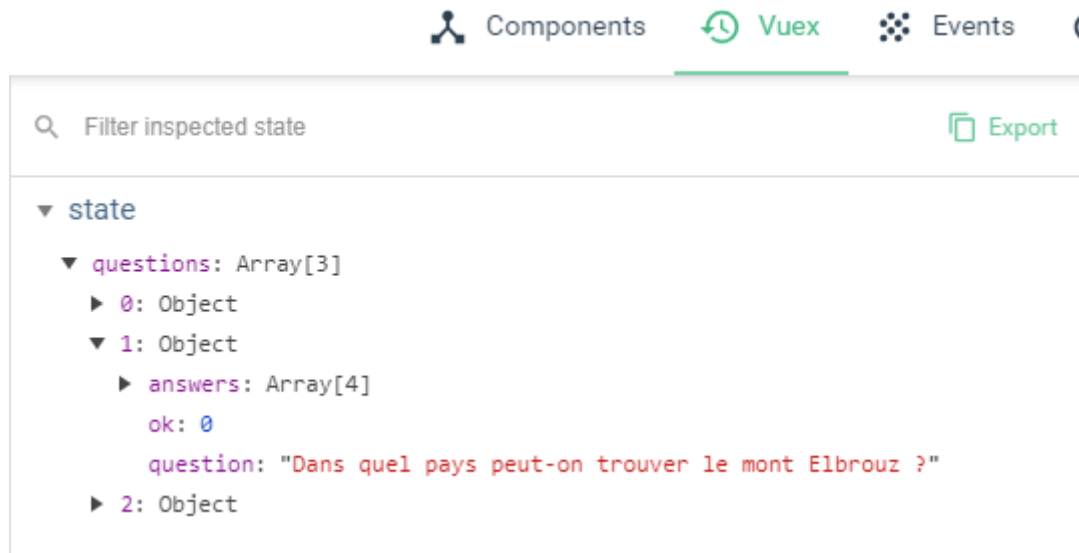 Components Vuex Events
Filter inspected state Export
state
questions: Array[3]
0: Object
1: Object
answers: Array[4]
ok: 0
question: "Dans quel pays peut-on trouver le mont Elbrouz ?"
2: Object